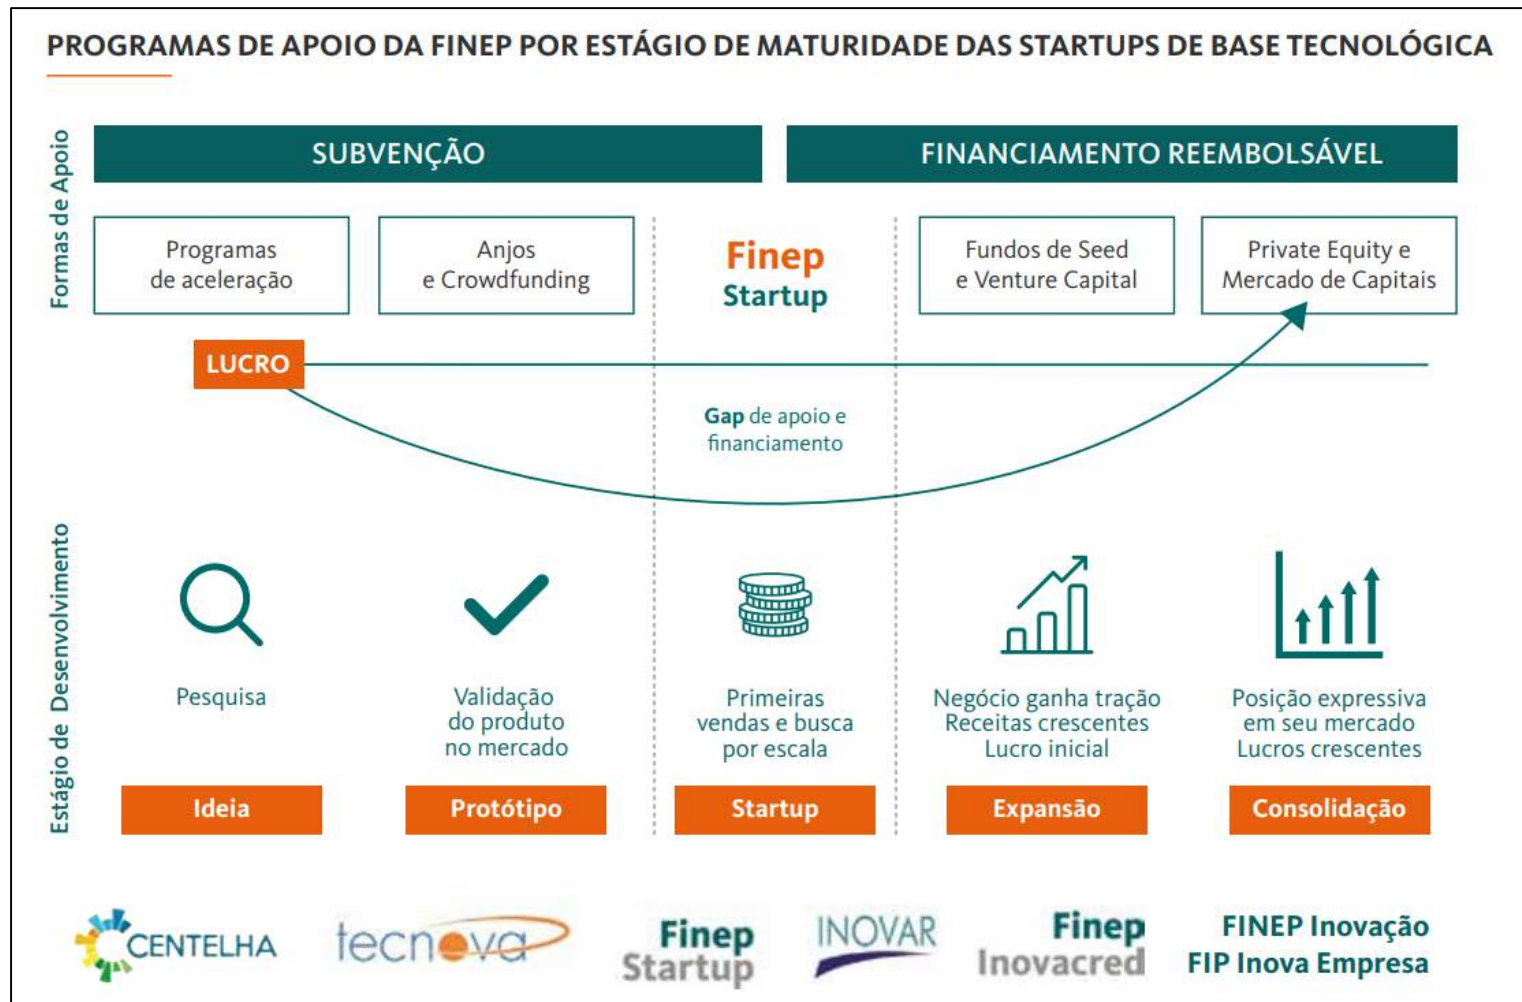 PROGRAMAS DE APOIO DA FINEP POR ESTÁGIO DE MATURIDADE DAS STARTUPS DE BASE TECNOLÓGICA
Formas de Apoio
SUBVENÇÃO
FINANCIAMENTO REEMBOLSÁVEL
Programas
de aceleração
Anjos
e Crowdfunding
Finep
Startup
Fundos de Seed
e Venture Capital
Private Equity e
Mercado de Capitais
LUCRO
Gap de apoio e
financiamento
Estágio de Desenvolvimento
Pesquisa
Validação
do produto
no mercado
Primeiras
vendas e busca
por escala
Negócio ganha tração
Receitas crescentes
Lucro inicial
Posição expressiva
em seu mercado
Lucros crescentes
Ideia
Protótipo
Startup
Expansão
Consolidação
CENTELHA
tecnova
Finep
Startup
INOVAR
Finep
Inovacred
FINEP Inovação
FIP Inova Empresa